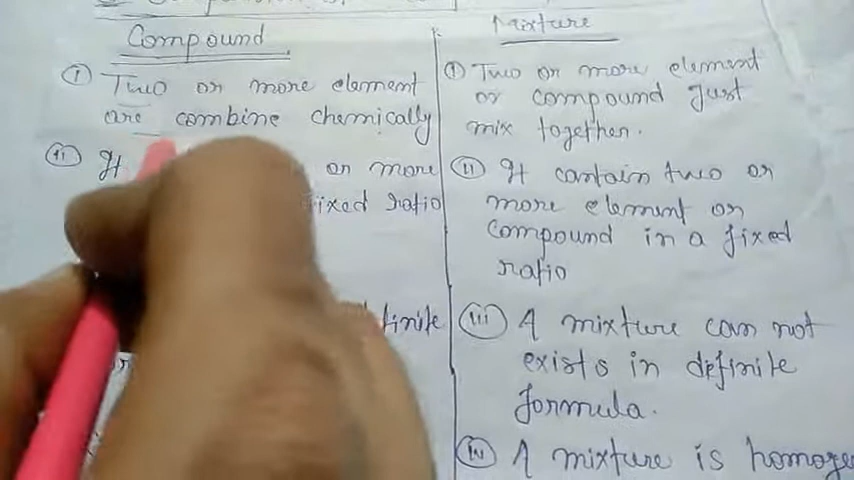 Compound
(i) Two or more element
are combine chemically
(ii) It or more
fixed ratio
Mixture
(i) Two or more element
or compound Just
mix together.
(ii) It contain two or
more element or
compound in a fixed
ratio
(iii) A mixture can not
exists in definite
formula.
(iv) A mixture is homoge